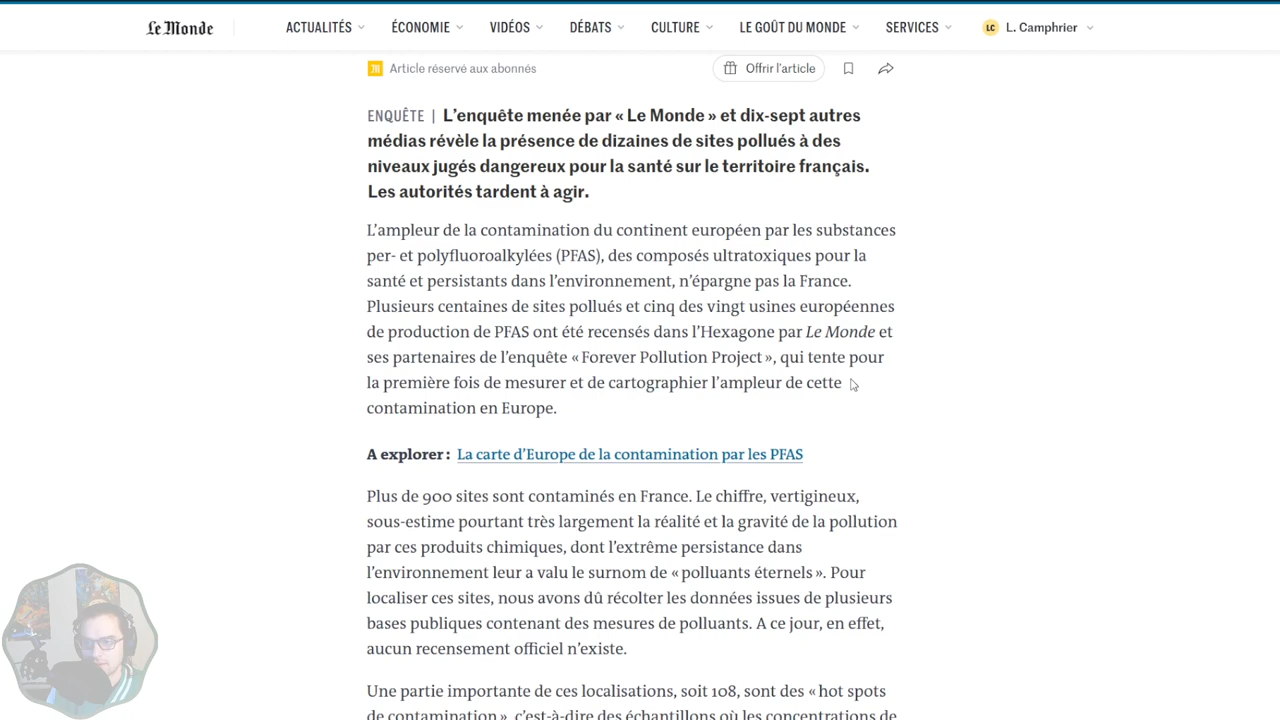 Le Monde
ACTUALITÉS ÉCONOMIE VIDÉOS DÉBATS CULTURE LE GOÛT DU MONDE SERVICES LC L. Camphrier
Article réservé aux abonnés Offrir l'article
ENQUÊTE | L'enquête menée par « Le Monde » et dix-sept autres
médias révèle la présence de dizaines de sites pollués à des
niveaux jugés dangereux pour la santé sur le territoire français.
Les autorités tardent à agir.
L'ampleur de la contamination du continent européen par les substances
per- et polyfluoroalkylées (PFAS), des composés ultratoxiques pour la
santé et persistants dans l'environnement, n'épargne pas la France.
Plusieurs centaines de sites pollués et cinq des vingt usines européennes
de production de PFAS ont été recensés dans l'Hexagone par Le Monde et
ses partenaires de l'enquête « Forever Pollution Project », qui tente pour
la première fois de mesurer et de cartographier l'ampleur de cette
contamination en Europe.
A explorer : La carte d'Europe de la contamination par les PFAS
Plus de 900 sites sont contaminés en France. Le chiffre, vertigineux,
sous-estime pourtant très largement la réalité et la gravité de la pollution
par ces produits chimiques, dont l'extrême persistance dans
l'environnement leur a valu le surnom de « polluants éternels ». Pour
localiser ces sites, nous avons dû récolter les données issues de plusieurs
bases publiques contenant des mesures de polluants. A ce jour, en effet,
aucun recensement officiel n'existe.
Une partie importante de ces localisations, soit 108, sont des « hot spots
de contamination », c'est-à-dire des échantillons où les concentrations de